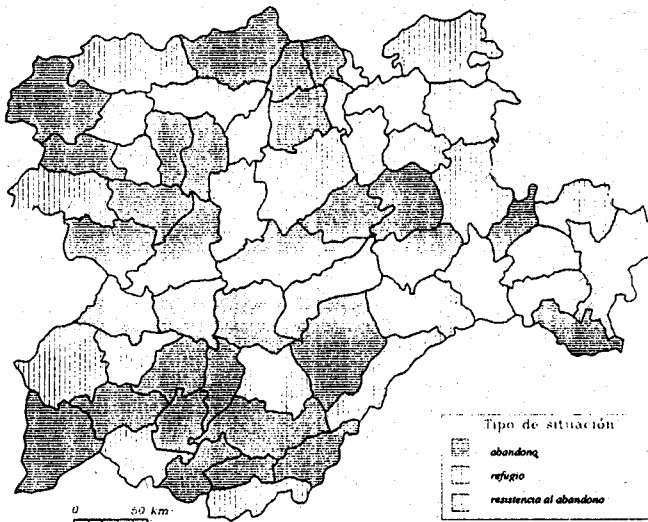 Tipo de situación
abandono
refugio
resistencia al abandono
0 50 km